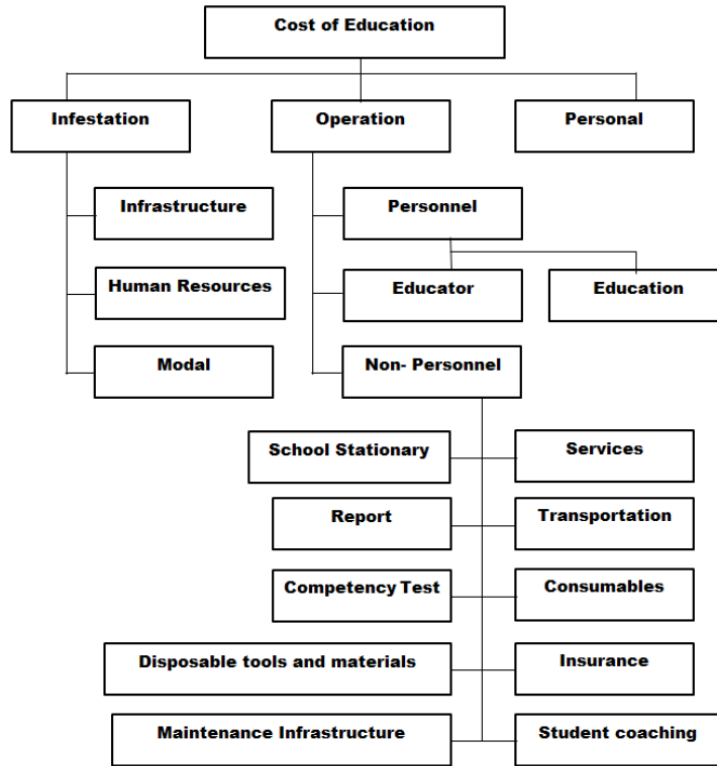 Cost of Education
Infestation
Operation
Personal
Infrastructure
Personnel
Human Resources
Educator
Education
Modal
Non- Personnel
School Stationary
Services
Report
Transportation
Competency Test
Consumables
Disposable tools and materials
Insurance
Maintenance Infrastructure
Student coaching